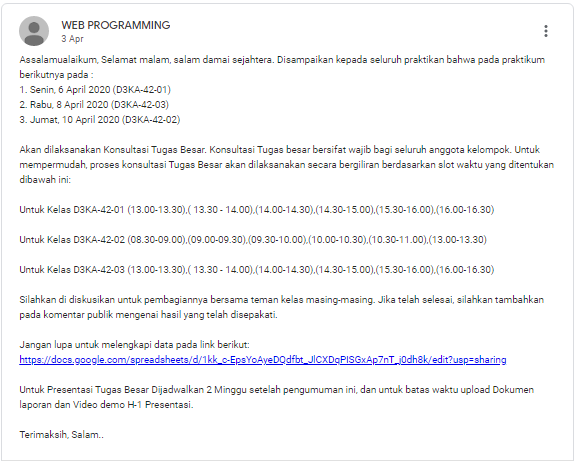 WEB PROGRAMMING
3 Apr
Assalamualaikum, Selamat malam, salam damai sejahtera. Disampaikan kepada seluruh praktikan bahwa pada praktikum
berikutnya pada :
1. Senin, 6 April 2020 (D3KA-42-01)
2. Rabu, 8 April 2020 (D3KA-42-03)
3. Jumat, 10 April 2020 (D3KA-42-02)
Akan dilaksanakan Konsultasi Tugas Besar. Konsultasi Tugas besar bersifat wajib bagi seluruh anggota kelompok. Untuk
mempermudah, proses konsultasi Tugas Besar akan dilaksanakan secara bergiliran berdasarkan slot waktu yang ditentukan
dibawah ini:
Untuk Kelas D3KA-42-01 (13.00-13.30),( 13.30 - 14.00),(14.00-14.30),(14.30-15.00),(15.30-16.00),(16.00-16.30)
Untuk Kelas D3KA-42-02 (08.30-09.00),(09.00-09.30),(09.30-10.00),(10.00-10.30),(10.30-11.00),(13.00-13.30)
Untuk Kelas D3KA-42-03 (13.00-13.30),( 13.30 - 14.00),(14.00-14.30),(14.30-15.00),(15.30-16.00),(16.00-16.30)
Silahkan di diskusikan untuk pembagiannya bersama teman kelas masing-masing. Jika telah selesai, silahkan tambahkan
pada komentar publik mengenai hasil yang telah disepakati.
Jangan lupa untuk melengkapi data pada link berikut:
https://docs.google.com/spreadsheets/d/1kk_c-EpsYoAyeDQdfbt_JlCXDqPISGxAp7nT_j0dh8k/edit?usp=sharing
Untuk Presentasi Tugas Besar Dijadwalkan 2 Minggu setelah pengumuman ini, dan untuk batas waktu upload Dokumen
laporan dan Video demo H-1 Presentasi.
Terimaksih, Salam..